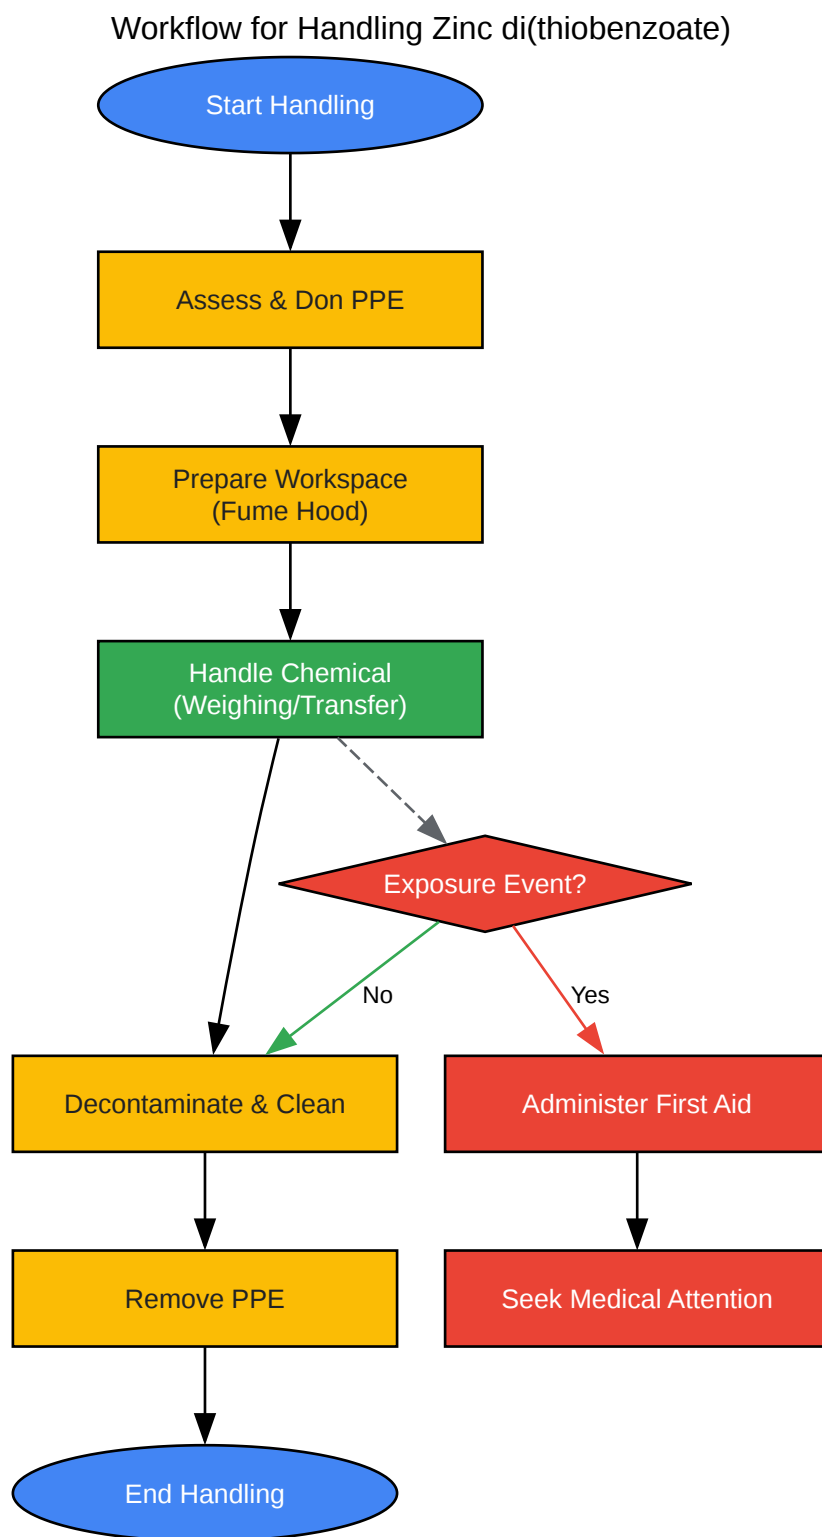 Workflow for Handling Zinc di(thiobenzoate)
Start Handling
Assess & Don PPE
Prepare Workspace
(Fume Hood)
Handle Chemical
(Weighing/Transfer)
Exposure Event?
No
Yes
Decontaminate & Clean
Administer First Aid
Remove PPE
Seek Medical Attention
End Handling